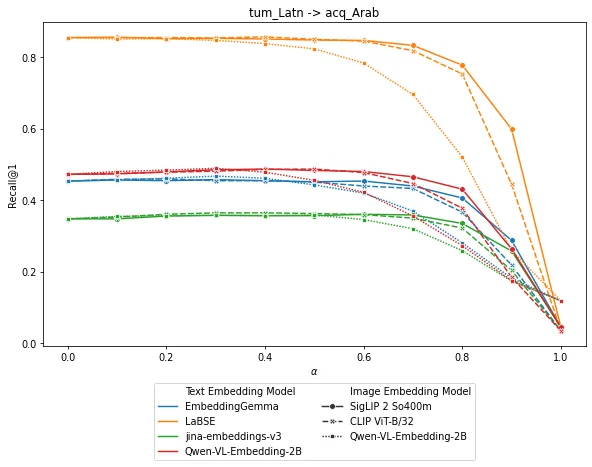 tum_Latn -> acq_Arab
Recall@1
0.8
0.6
0.4
0.2
0.0
0.0 0.2 0.4 0.6 0.8 1.0
α
Text Embedding Model Image Embedding Model
EmbeddingGemma SigLIP 2 So400m
LaBSE CLIP ViT-B/32
jina-embeddings-v3 Qwen-VL-Embedding-2B
Qwen-VL-Embedding-2B